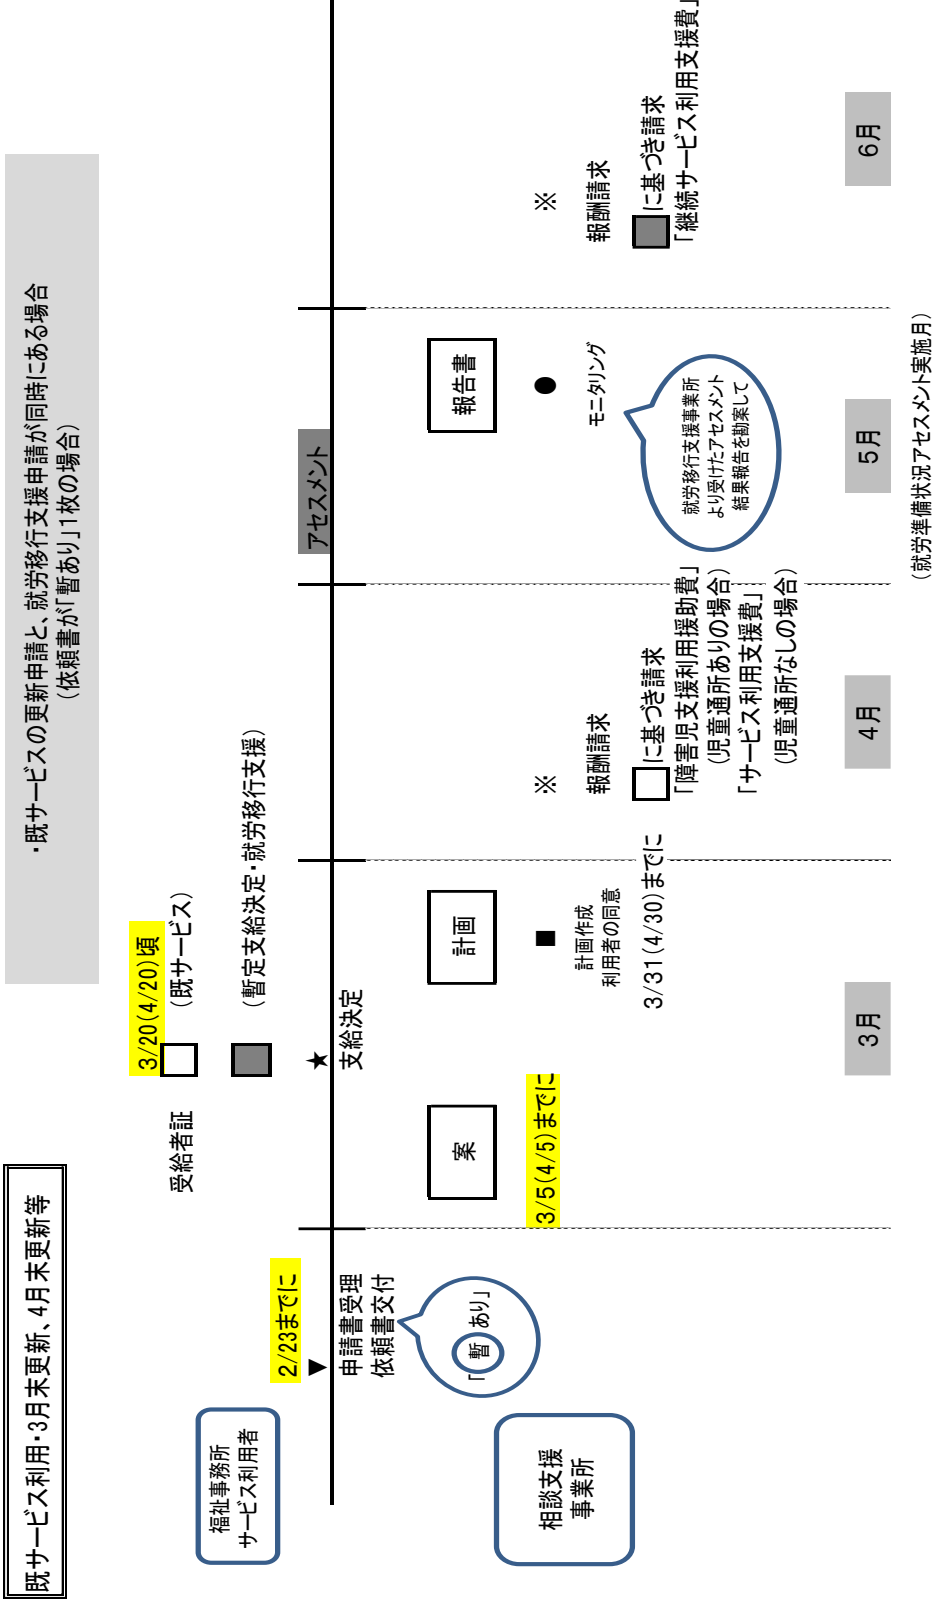 既サービス利用・3月末更新、4月末更新等
・既サービスの更新申請と、就労移行支援申請が同時にある場合
（依頼書が「暫あり」1枚の場合）
3/20(4/20)頃
受給者証
（既サービス）
（暫定支給決定・就労移行支援）
福祉事務所
サービス利用者
2/23までに
▼
★
アセスメント
申請書受理
依頼書交付
支給決定
「暫あり」
案
計画
報告書
相談支援
事業所
3/5(4/5)までに
■
※
●
※
計画作成
利用者の同意
3/31(4/30)までに
報酬請求
に基づき請求
「障害児支援利用援助費」
（児童通所ありの場合）
「サービス利用支援費」
（児童通所なしの場合）
モニタリング
就労移行支援事業所
より受けたアセスメント
結果報告を勘案して
報酬請求
に基づき請求
「継続サービス利用支援費」
3月
4月
5月
6月
（就労準備状況アセスメント実施月）